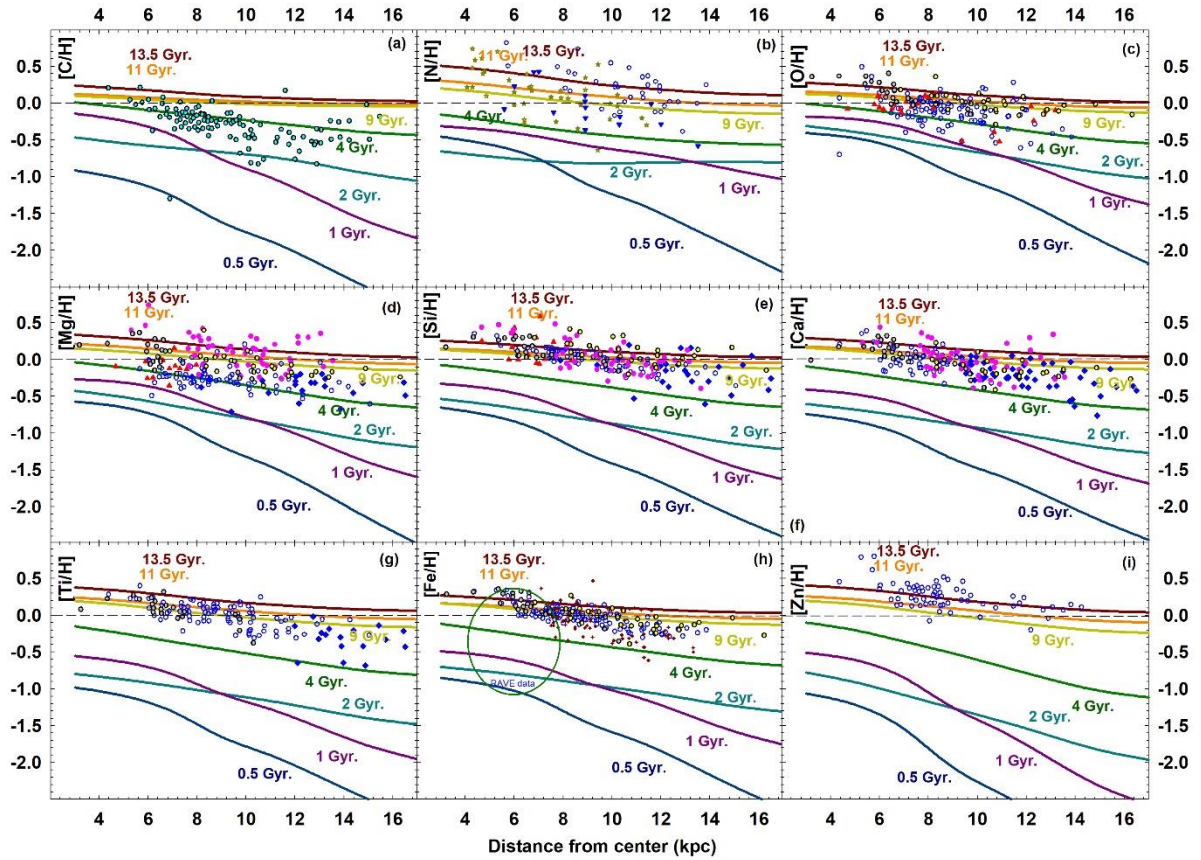 4 6 8 10 12 14 16 4 6 8 10 12 14 16 4 6 8 10 12 14 16
[C/H] 13.5 Gyr. (a) [N/H] 13.5 Gyr. (b) [O/H] 13.5 Gyr. (c)
11 Gyr. 11 Gyr. 11 Gyr.
0.5 0.5
0.0 0.0
-0.5 -0.5
-1.0 -1.0
-1.5 -1.5
-2.0 -2.0
9 Gyr. 9 Gyr. 9 Gyr.
4 Gyr. 4 Gyr. 4 Gyr.
2 Gyr. 2 Gyr. 2 Gyr.
1 Gyr. 1 Gyr. 1 Gyr.
0.5 Gyr. 0.5 Gyr. 0.5 Gyr.
[Mg/H] 13.5 Gyr. (d) [Si/H] 13.5 Gyr. (e) [Ca/H] 13.5 Gyr.
11 Gyr. 11 Gyr. 11 Gyr.
0.5 0.5
0.0 0.0
-0.5 -0.5
-1.0 -1.0
-1.5 -1.5
-2.0 -2.0
9 Gyr. 9 Gyr. 9 Gyr.
4 Gyr. 4 Gyr. 4 Gyr.
2 Gyr. 2 Gyr. 2 Gyr.
1 Gyr. 1 Gyr. 1 Gyr.
0.5 Gyr. 0.5 Gyr. 0.5 Gyr.
(f)
[Ti/H] 13.5 Gyr. (g) [Fe/H] 13.5 Gyr. (h) [Zn/H] 13.5 Gyr. (i)
11 Gyr. 11 Gyr. 11 Gyr.
0.5 0.5
0.0 0.0
-0.5 -0.5
-1.0 -1.0
-1.5 -1.5
-2.0 -2.0
9 Gyr. 9 Gyr. 9 Gyr.
4 Gyr. 4 Gyr. 4 Gyr.
RAVE data
2 Gyr. 2 Gyr. 2 Gyr.
1 Gyr. 1 Gyr. 1 Gyr.
0.5 Gyr. 0.5 Gyr. 0.5 Gyr.
4 6 8 10 12 14 16 4 6 8 10 12 14 16 4 6 8 10 12 14 16
Distance from center (kpc)